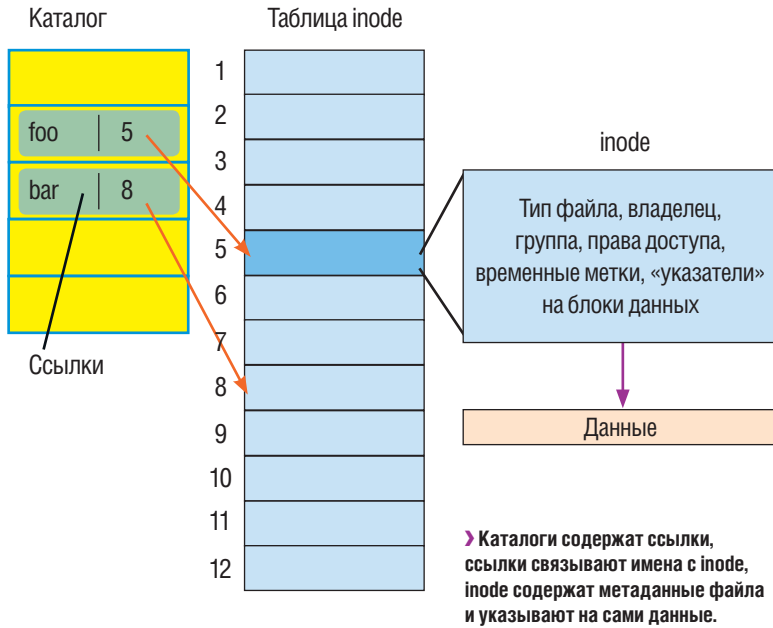 Каталог
Таблица inode
foo 5
bar 8
Ссылки
1
2
3
4
5
6
7
8
9
10
11
12
inode
Тип файла, владелец,
группа, права доступа,
временные метки, «указатели»
на блоки данных
Данные
❯ Каталоги содержат ссылки,
ссылки связывают имена с inode,
inode содержат метаданные файла
и указывают на сами данные.